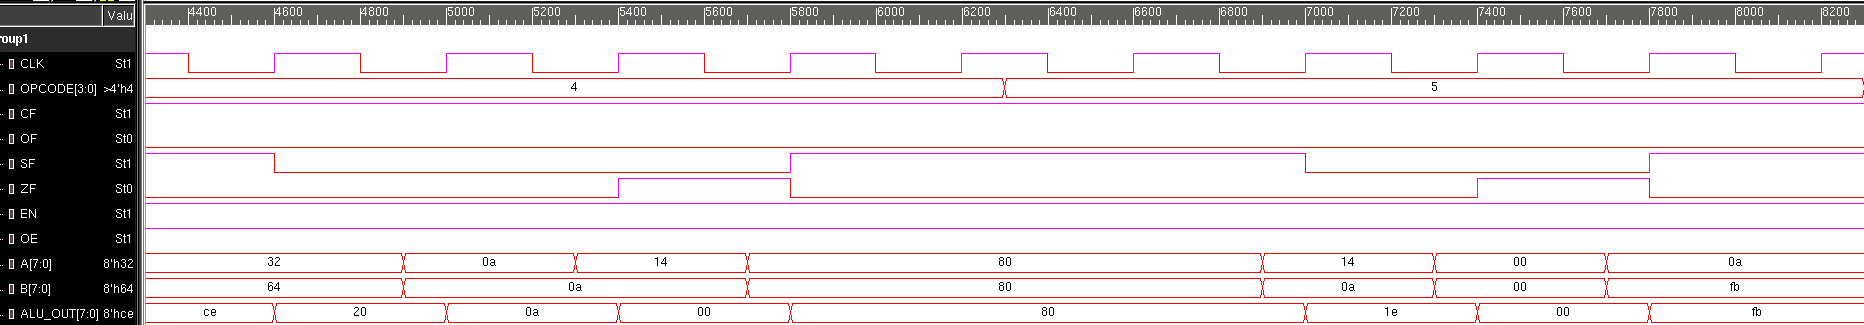 Valu 4400 4600 4800 5000 5200 5400 5600 5800 6000 6200 6400 6600 6800 7000 7200 7400 7600 7800 8000 8200
roup1
CLK St1
OPCODE[3:0] >4'h4 4 5
CF St1
OF St0
SF St1
ZF St0
EN St1
OE St1
A[7:0] 8'h32 32 0a 14 80 14 00 0a
B[7:0] 8'h64 64 0a 80 0a 00 fb
ALU_OUT[7:0] 8'hce ce 20 0a 00 80 1e 00 fb